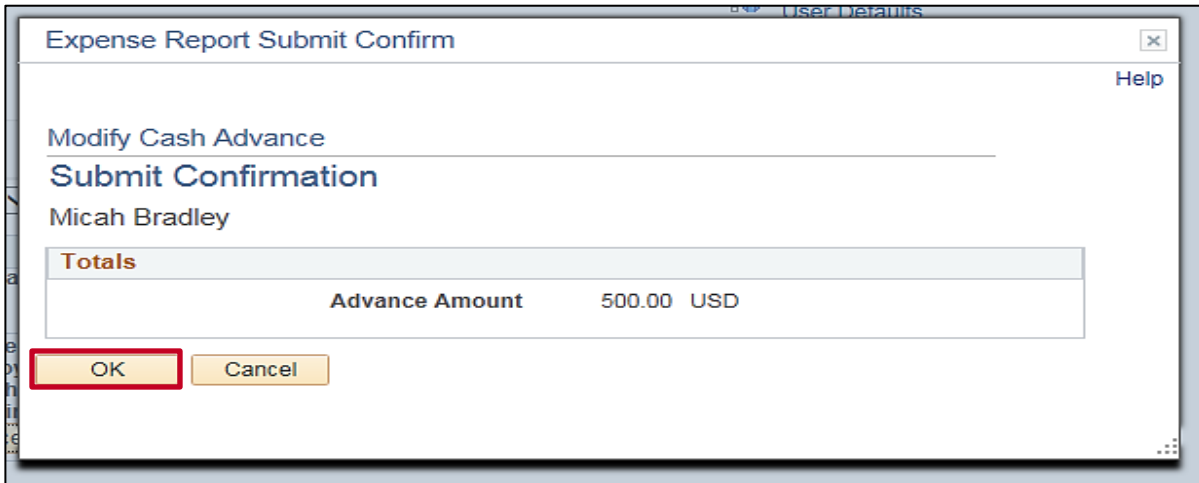 User Defaults
Expense Report Submit Confirm
Help
Modify Cash Advance
Submit Confirmation
Micah Bradley
Totals
Advance Amount 500.00 USD
OK Cancel